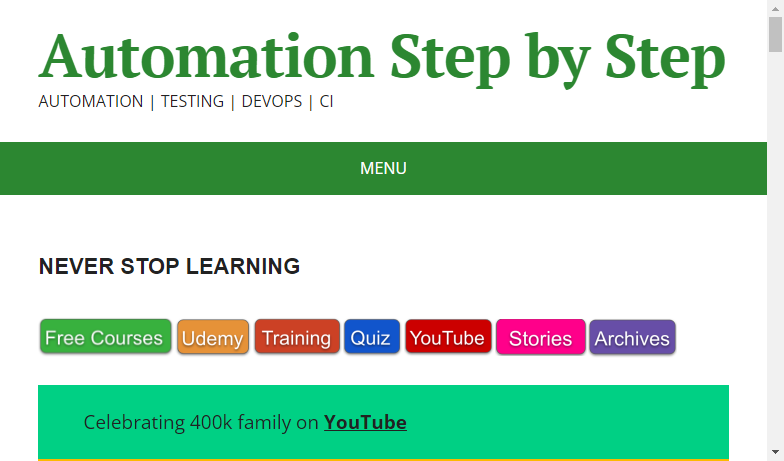 Automation Step by Step
AUTOMATION | TESTING | DEVOPS | CI
MENU
NEVER STOP LEARNING
Free Courses Udemy Training Quiz YouTube Stories Archives
Celebrating 400k family on YouTube